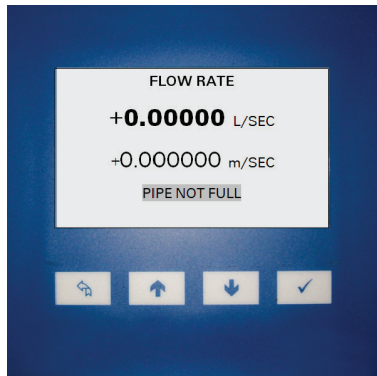 FLOW RATE
+0.00000 L/SEC
+0.000000 m/SEC
PIPE NOT FULL